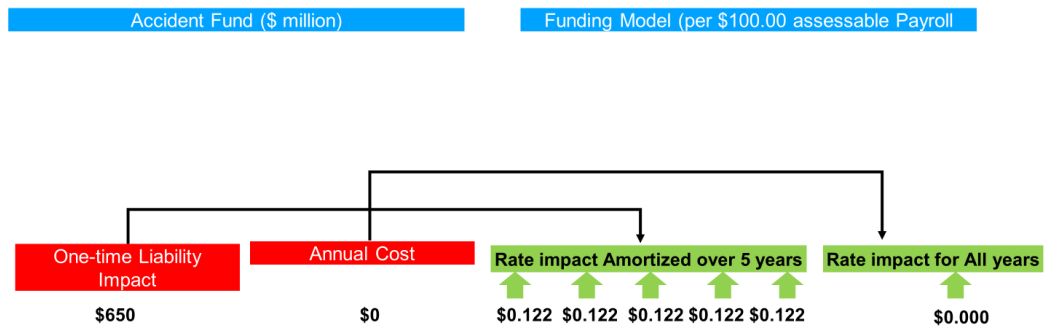 Accident Fund ($ million)
Funding Model (per $100.00 assessable Payroll
One-time Liability
Impact
Annual Cost
Rate impact Amortized over 5 years
Rate impact for All years
$650
$0
$0.122 $0.122 $0.122 $0.122 $0.122
$0.000